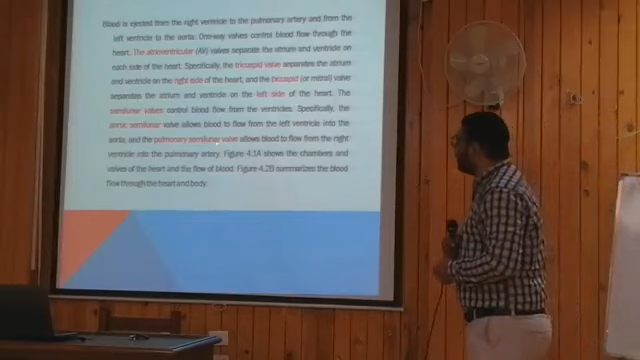 Blood is ejected from the right ventricle to the pulmonary artery and from the
left ventricle to the aorta. One-way valves control blood flow through the
heart. The atrioventricular (AV) valves separate the atrium and ventricle on
each side of the heart. Specifically, the tricuspid valve separates the atrium
and ventricle on the right side of the heart, and the bicuspid (or mitral) valve
separates the atrium and ventricle on the left side of the heart. The
semilunar valves control blood flow from the ventricles. Specifically, the
aortic semilunar valve allows blood to flow from the left ventricle into the
aorta, and the pulmonary semilunar valve allows blood to flow from the right
ventricle into the pulmonary artery. Figure 4.1A shows the chambers and
valves of the heart and the flow of blood. Figure 4.2B summarizes the blood
flow through the heart and body.